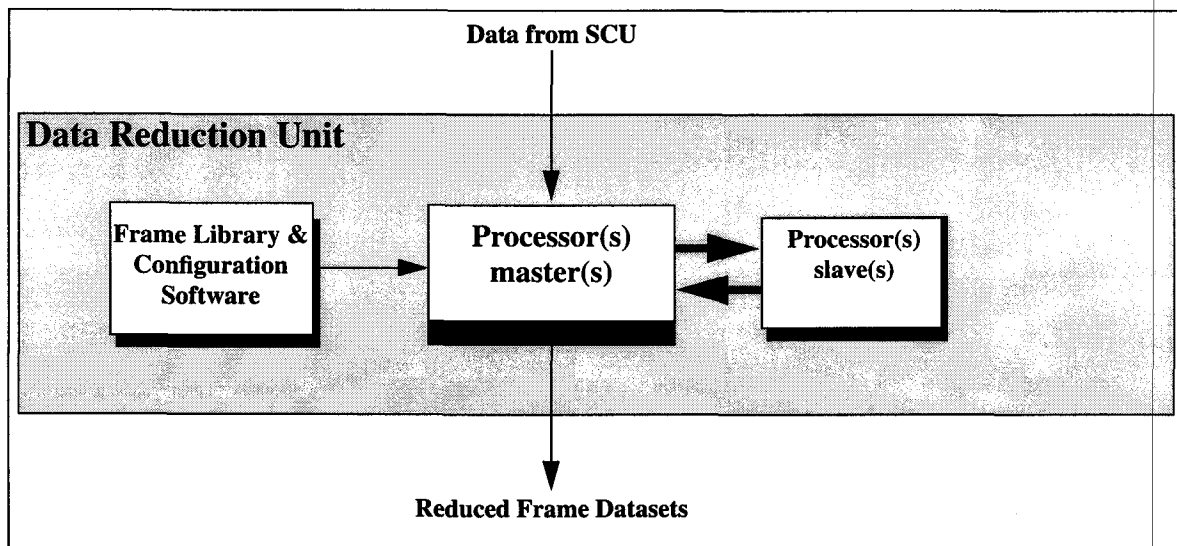 Data from SCU
Data Reduction Unit
Frame Library &
Configuration
Software
Processor(s)
master(s)
Processor(s)
slave(s)
Reduced Frame Datasets